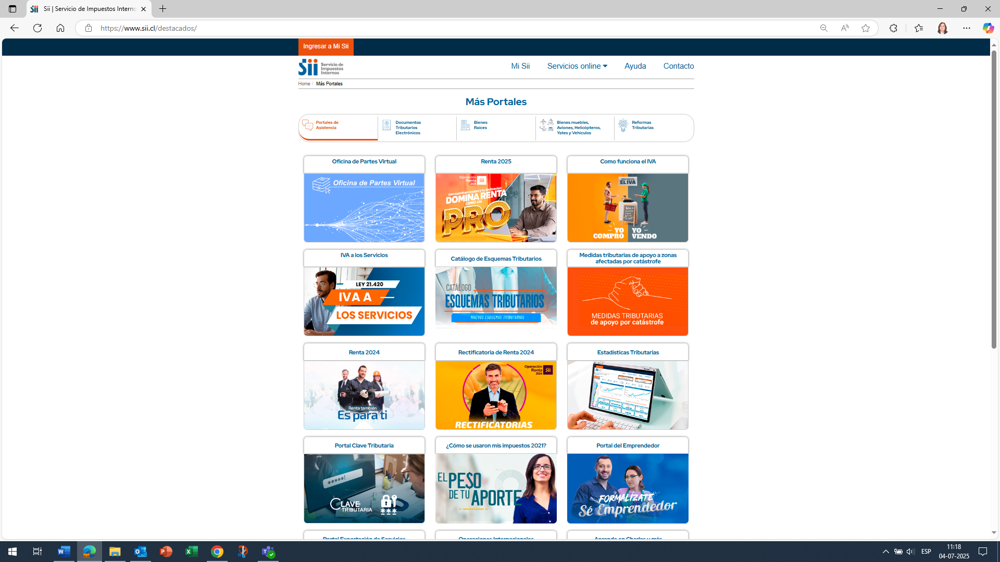 Sii | Servicio de Impuestos Interno
https://www.sii.cl/destacados/
Ingresar a Mi Sii
Sii Servicio de
Impuestos
Internos
Mi Sii
Servicios online
Ayuda
Contacto
Home / Más Portales
Más Portales
Portales de
Asistencia
Documentos
Tributarios
Electrónicos
Bienes
Raíces
Bienes muebles,
Aviones, Helicópteros,
Yates y Vehículos
Reformas
Tributarias
Oficina de Partes Virtual
Oficina de Partes Virtual
Renta 2025
Operación
Renta
2025
Sii
Con nuestras ayudas y tu dedicación
DOMINA RENTA
COMO UN
PRO
Como funciona el IVA
CÓMO FUNCIONA
EL IVA
YO
COMPRO
YO
VENDO
IVA a los Servicios
LEY 21.420
IVA A
LOS SERVICIOS
Catálogo de Esquemas Tributarios
CATÁLOGO
ESQUEMAS TRIBUTARIOS
NUEVOS ESQUEMAS TRIBUTARIOS
Medidas tributarias de apoyo a zonas
afectadas por catástrofe
MEDIDAS TRIBUTARIAS
de apoyo por catástrofe
Renta 2024
Renta también
Es para ti
Rectificatoria de Renta 2024
Operación
Renta
2024
Sii
RECTIFICATORIAS
Estadísticas Tributarias
Portal Clave Tributaria
*****|
CLAVE
TRIBUTARIA
***
¿Cómo se usaron mis impuestos 2021?
EL PE$O
DE TU
APORTE
Portal del Emprendedor
FORMALÍZATE
Sé Emprendedor
Portal Exportación de Servicios
Operaciones Internacionales
Aprende en Charlas y más
ESP
11:18
04-07-2025